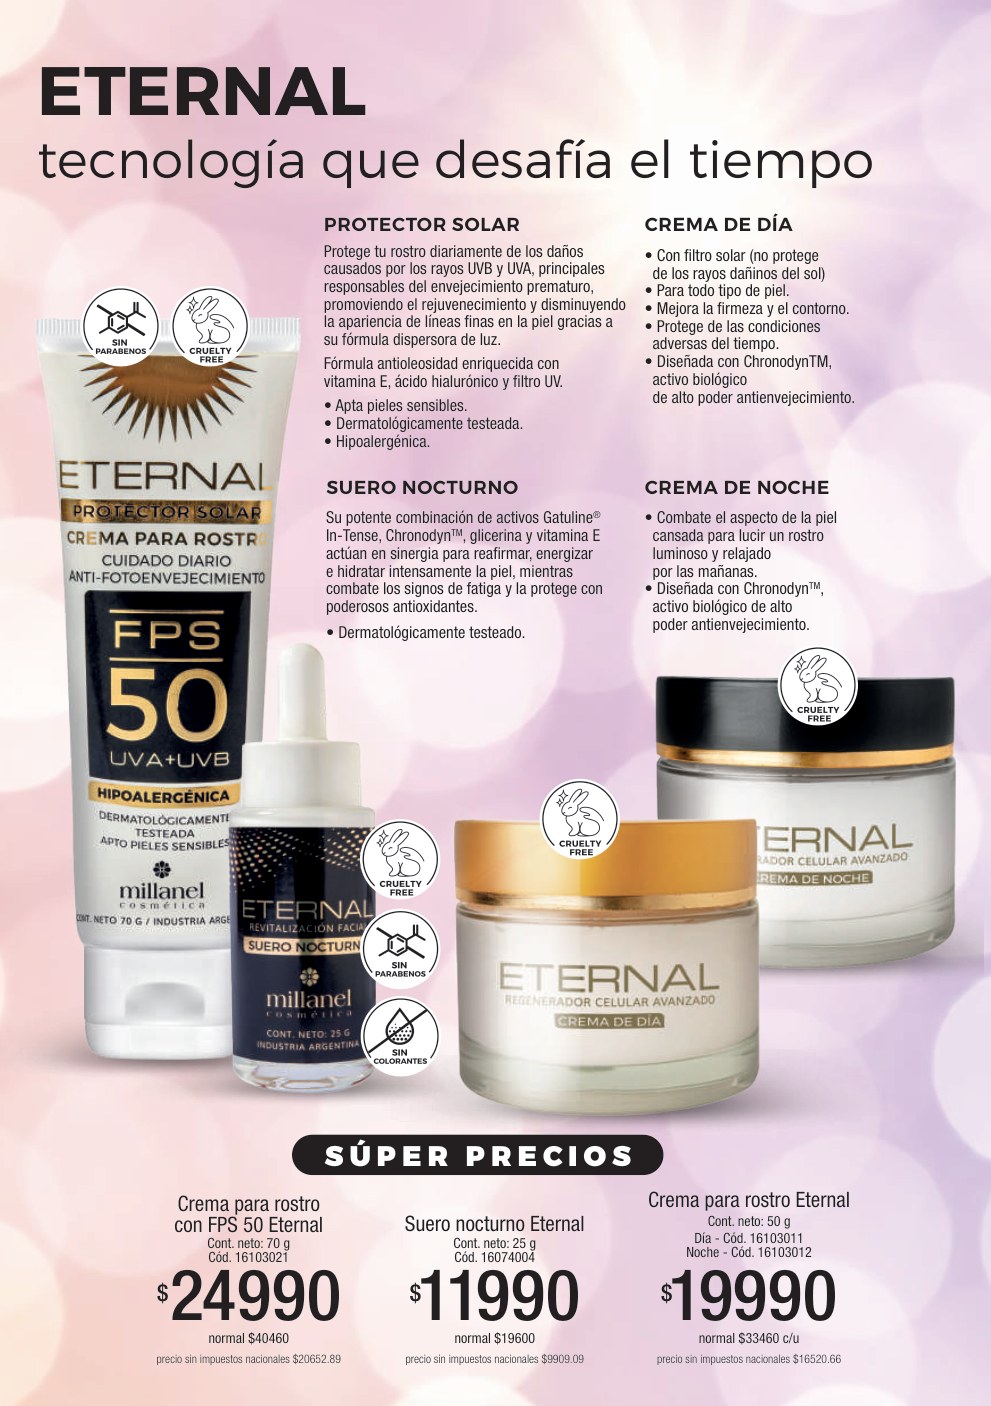 ETERNAL
tecnología que desafía el tiempo
PROTECTOR SOLAR
Protege tu rostro diariamente de los daños
causados por los rayos UVB y UVA, principales
responsables del envejecimiento prematuro,
promoviendo el rejuvenecimiento y disminuyendo
la apariencia de líneas finas en la piel gracias a
su fórmula dispersora de luz.
Fórmula antioleosidad enriquecida con
vitamina E, ácido hialurónico y filtro UV.
• Apta pieles sensibles.
• Dermatológicamente testeada.
• Hipoalergénica.
CREMA DE DÍA
• Con filtro solar (no protege
de los rayos dañinos del sol)
• Para todo tipo de piel.
• Mejora la firmeza y el contorno.
• Protege de las condiciones
adversas del tiempo.
• Diseñada con ChronodynTM,
activo biológico
de alto poder antienvejecimiento.
SUERO NOCTURNO
Su potente combinación de activos Gatuline®
In-Tense, Chronodyn™, glicerina y vitamina E
actúan en sinergia para reafirmar, energizar
e hidratar intensamente la piel, mientras
combate los signos de fatiga y la protege con
poderosos antioxidantes.
• Dermatológicamente testeado.
CREMA DE NOCHE
• Combate el aspecto de la piel
cansada para lucir un rostro
luminoso y relajado
por las mañanas.
• Diseñada con Chronodyn™,
activo biológico de alto
poder antienvejecimiento.
SIN
PARABENOS
CRUELTY
FREE
ETERNAL
PROTECTOR SOLAR
CREMA PARA ROSTR
CUIDADO DIARIO
ANTI-FOTOENVEJECIMIENTO
FPS
50
UVA+UVB
HIPOALERGÉNICA
DERMATOLÓGICAMENTE
TESTEADA
APTO PIELES SENSIBLES
millanel
cosmética
CONT. NETO 70 G / INDUSTRIA ARGE
ETERNAL
REVITALIZACIÓN FACIA
SUERO NOCTURN
millanel
cosmética
CONT. NETO: 25 G
INDUSTRIA ARGENTINA
CRUELTY
FREE
SIN
PARABENOS
SIN
COLORANTES
CRUELTY
FREE
ETERNAL
REGENERADOR CELULAR AVANZADO
CREMA DE DÍA
CRUELTY
FREE
TERNAL
RADOR CELULAR AVANZADO
CREMA DE NOCHE
SÚPER PRECIOS
Crema para rostro
con FPS 50 Eternal
Cont. neto: 70 g
Cód. 16103021
$24990
normal $40460
precio sin impuestos nacionales $20652.89
Suero nocturno Eternal
Cont. neto: 25 g
Cód. 16074004
$11990
normal $19600
precio sin impuestos nacionales $9909.09
Crema para rostro Eternal
Cont. neto: 50 g
Día - Cód. 16103011
Noche - Cód. 16103012
$19990
normal $33460 c/u
precio sin impuestos nacionales $16520.66